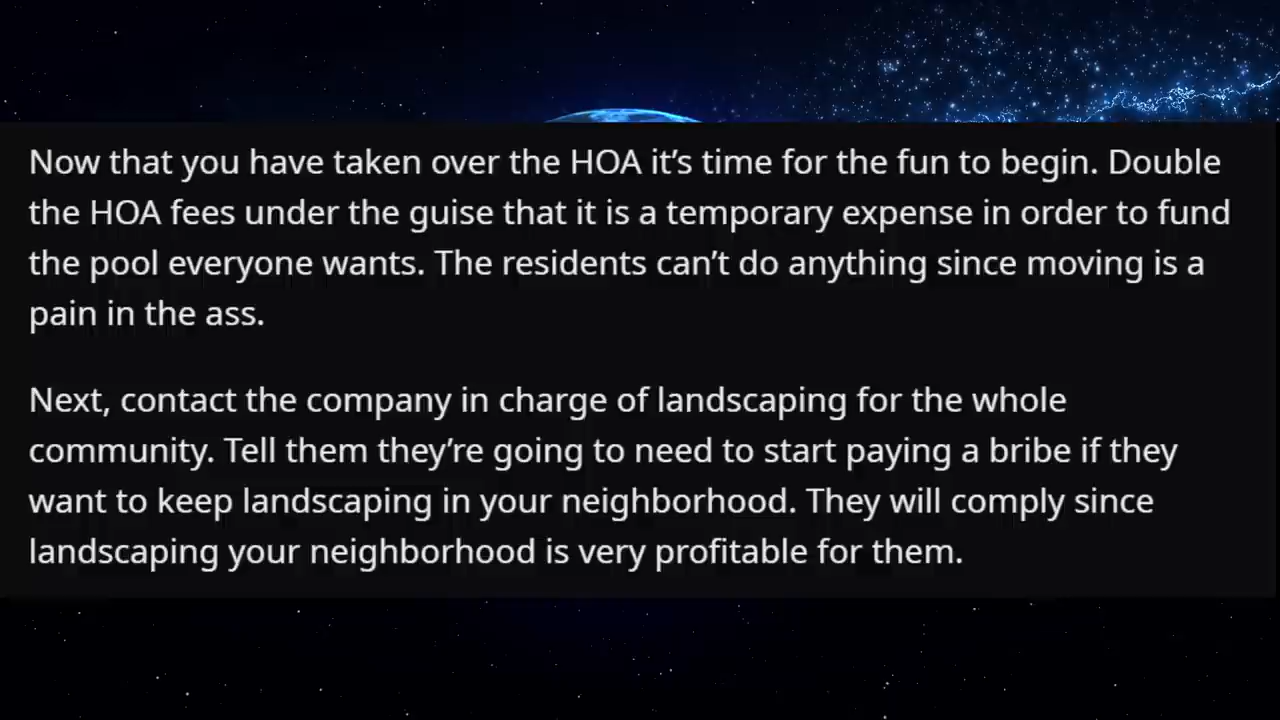 Now that you have taken over the HOA it’s time for the fun to begin. Double
the HOA fees under the guise that it is a temporary expense in order to fund
the pool everyone wants. The residents can’t do anything since moving is a
pain in the ass.
Next, contact the company in charge of landscaping for the whole
community. Tell them they’re going to need to start paying a bribe if they
want to keep landscaping in your neighborhood. They will comply since
landscaping your neighborhood is very profitable for them.